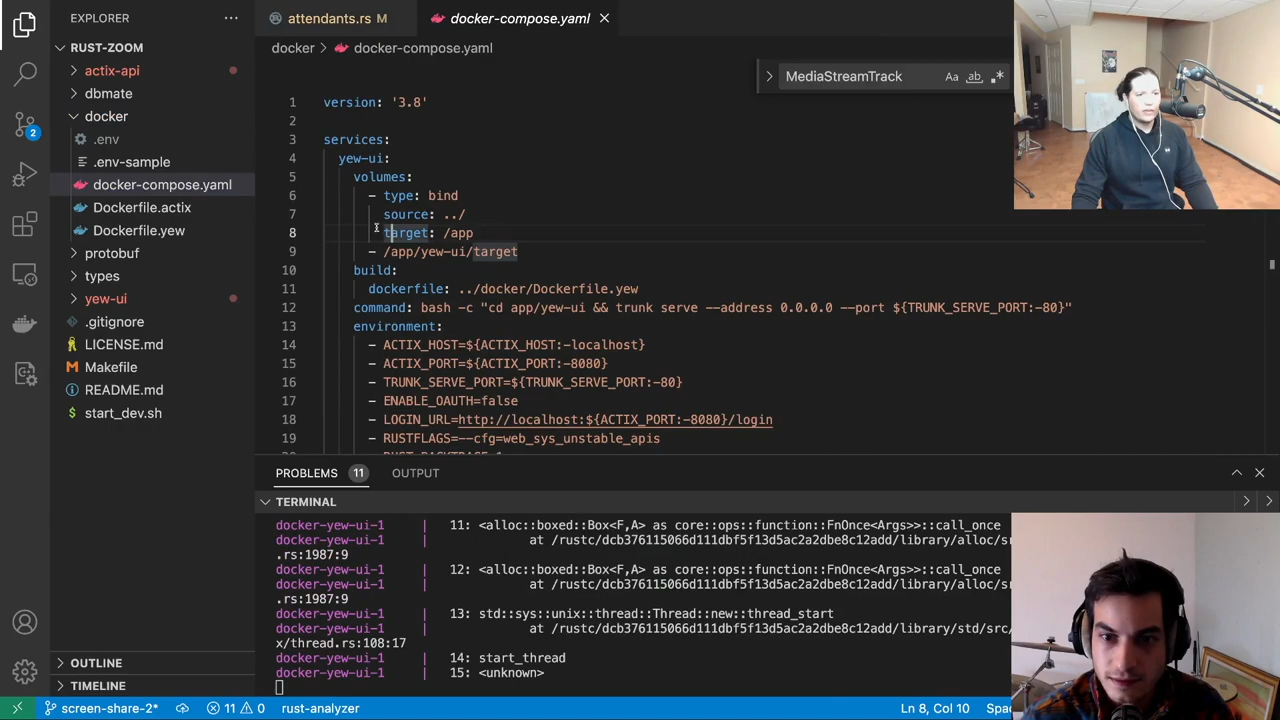 EXPLORER
RUST-ZOOM
actix-api
dbmate
docker
.env
.env-sample
docker-compose.yaml
Dockerfile.actix
Dockerfile.yew
protobuf
types
yew-ui
.gitignore
LICENSE.md
Makefile
README.md
start_dev.sh
OUTLINE
TIMELINE
2
attendants.rs M
docker-compose.yaml
docker > docker-compose.yaml
MediaStreamTrack
Aa ab
1 version: '3.8'
2
3 services:
4 yew-ui:
5 volumes:
6 - type: bind
7 source: ../
8 target: /app
9 - /app/yew-ui/target
10 build:
11 dockerfile: ../docker/Dockerfile.yew
12 command: bash -c "cd app/yew-ui && trunk serve --address 0.0.0.0 --port ${TRUNK_SERVE_PORT:-80}"
13 environment:
14 - ACTIX_HOST=${ACTIX_HOST:-localhost}
15 - ACTIX_PORT=${ACTIX_PORT:-8080}
16 - TRUNK_SERVE_PORT=${TRUNK_SERVE_PORT:-80}
17 - ENABLE_OAUTH=false
18 - LOGIN_URL=http://localhost:${ACTIX_PORT:-8080}/login
19 - RUSTFLAGS=--cfg=web_sys_unstable_apis
PROBLEMS 11 OUTPUT
TERMINAL
docker-yew-ui-1 | 11: <alloc::boxed::Box<F,A> as core::ops::function::FnOnce<Args>>::call_once
docker-yew-ui-1 | at /rustc/dcb376115066d111dbf5f13d5ac2a2dbe8c12add/library/alloc/sr
.rs:1987:9
docker-yew-ui-1 | 12: <alloc::boxed::Box<F,A> as core::ops::function::FnOnce<Args>>::call_once
docker-yew-ui-1 | at /rustc/dcb376115066d111dbf5f13d5ac2a2dbe8c12add/library/alloc/sr
.rs:1987:9
docker-yew-ui-1 | 13: std::sys::unix::thread::Thread::new::thread_start
docker-yew-ui-1 | at /rustc/dcb376115066d111dbf5f13d5ac2a2dbe8c12add/library/std/src/
x/thread.rs:108:17
docker-yew-ui-1 | 14: start_thread
docker-yew-ui-1 | 15: <unknown>
screen-share-2* 11 0 rust-analyzer Ln 8, Col 10 Spac